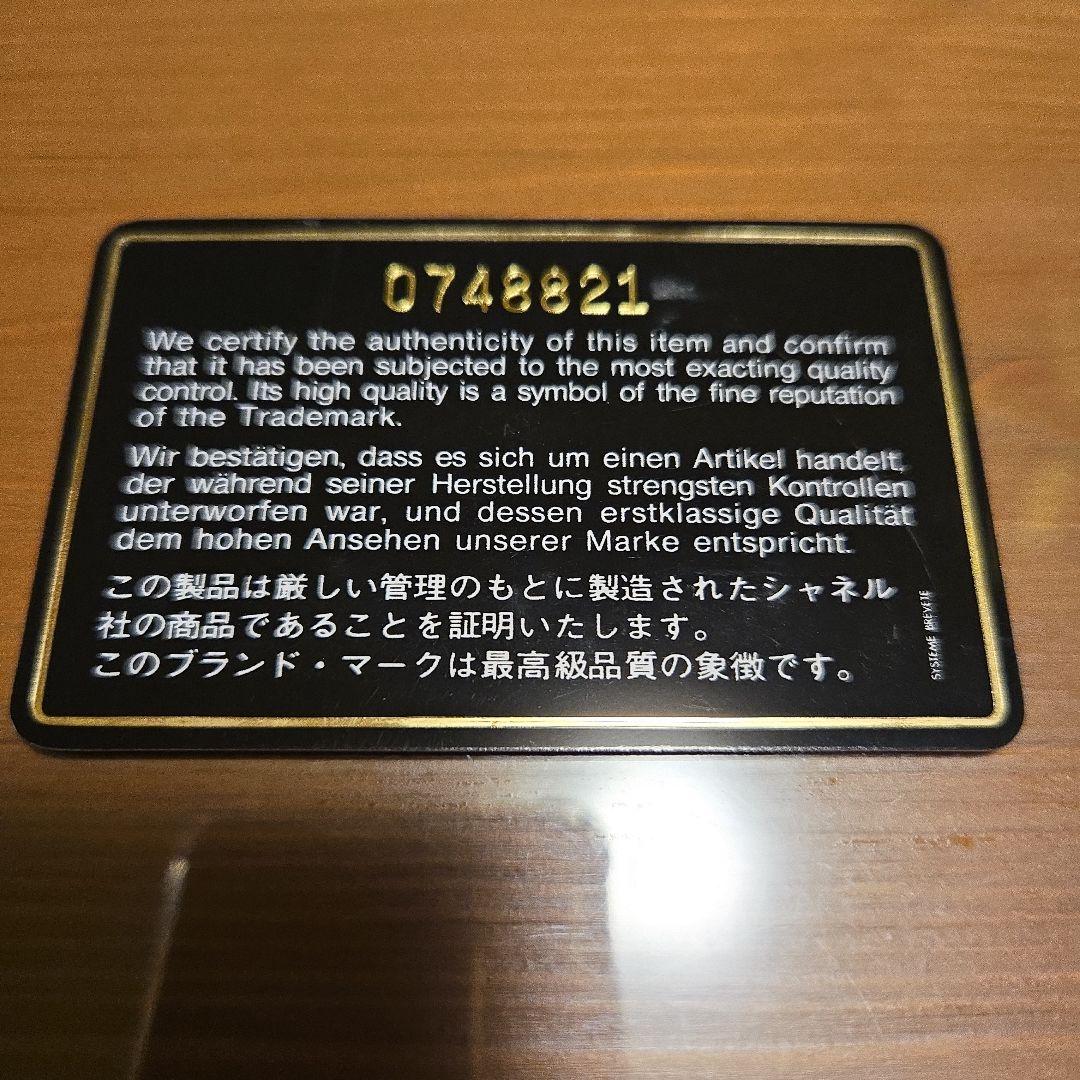 0748821
We certify the authenticity of this item and confirm
that it has been subjected to the most exacting quality
control. Its high quality is a symbol of the fine reputation
of the Trademark.
Wir bestätigen, dass es sich um einen Artikel handelt,
der während seiner Herstellung strengsten Kontrollen
unterworfen war, und dessen erstklassige Qualität
dem hohen Ansehen unserer Marke entspricht.
この製品は厳しい管理のもとに製造されたシャネル
社の商品であることを証明いたします。
このブランド・マークは最高級品質の象徴です。
SYSTEME BREVETE